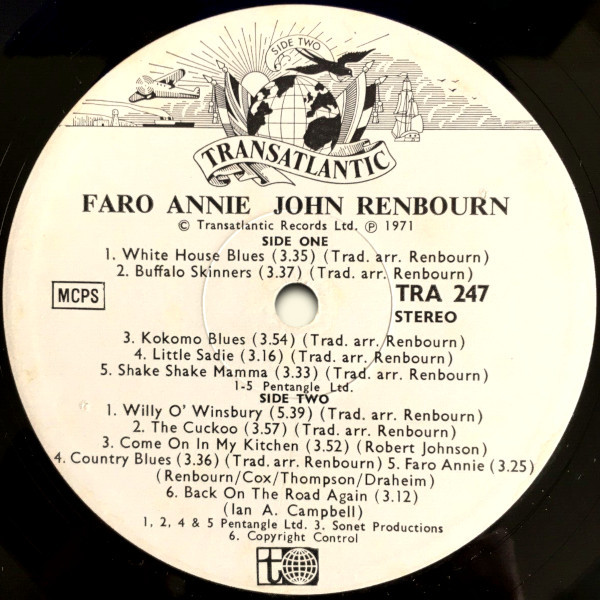 SIDE TWO
TRANSATLANTIC
FARO ANNIE JOHN RENBOURN
© Transatlantic Records Ltd. ℗ 1971
SIDE ONE
1. White House Blues (3.35) (Trad. arr. Renbourn)
2. Buffalo Skinners (3.37) (Trad. arr. Renbourn)
MCPS
TRA 247
STEREO
3. Kokomo Blues (3.54) (Trad. arr. Renbourn)
4. Little Sadie (3.16) (Trad. arr. Renbourn)
5. Shake Shake Mamma (3.33) (Trad. arr. Renbourn)
1-5 Pentangle Ltd.
SIDE TWO
1. Willy O' Winsbury (5.39) (Trad. arr. Renbourn)
2. The Cuckoo (3.57) (Trad. arr. Renbourn)
3. Come On In My Kitchen (3.52) (Robert Johnson)
4. Country Blues (3.36) (Trad. arr. Renbourn) 5. Faro Annie (3.25)
(Renbourn/Cox/Thompson/Draheim)
6. Back On The Road Again (3.12)
(Ian A. Campbell)
1, 2, 4 & 5 Pentangle Ltd. 3. Sonet Productions
6. Copyright Control
t